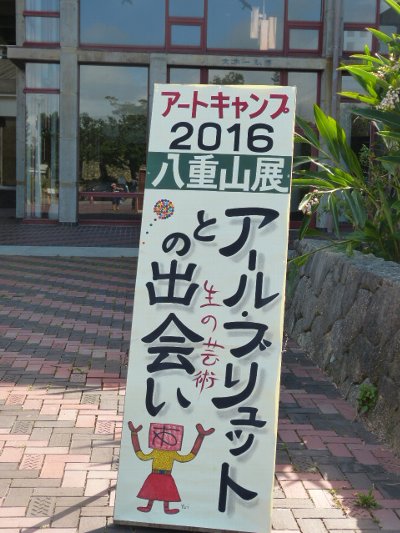 アートキャンプ
2016
八重山展
アール・ブリュット
との出会い
生の芸術